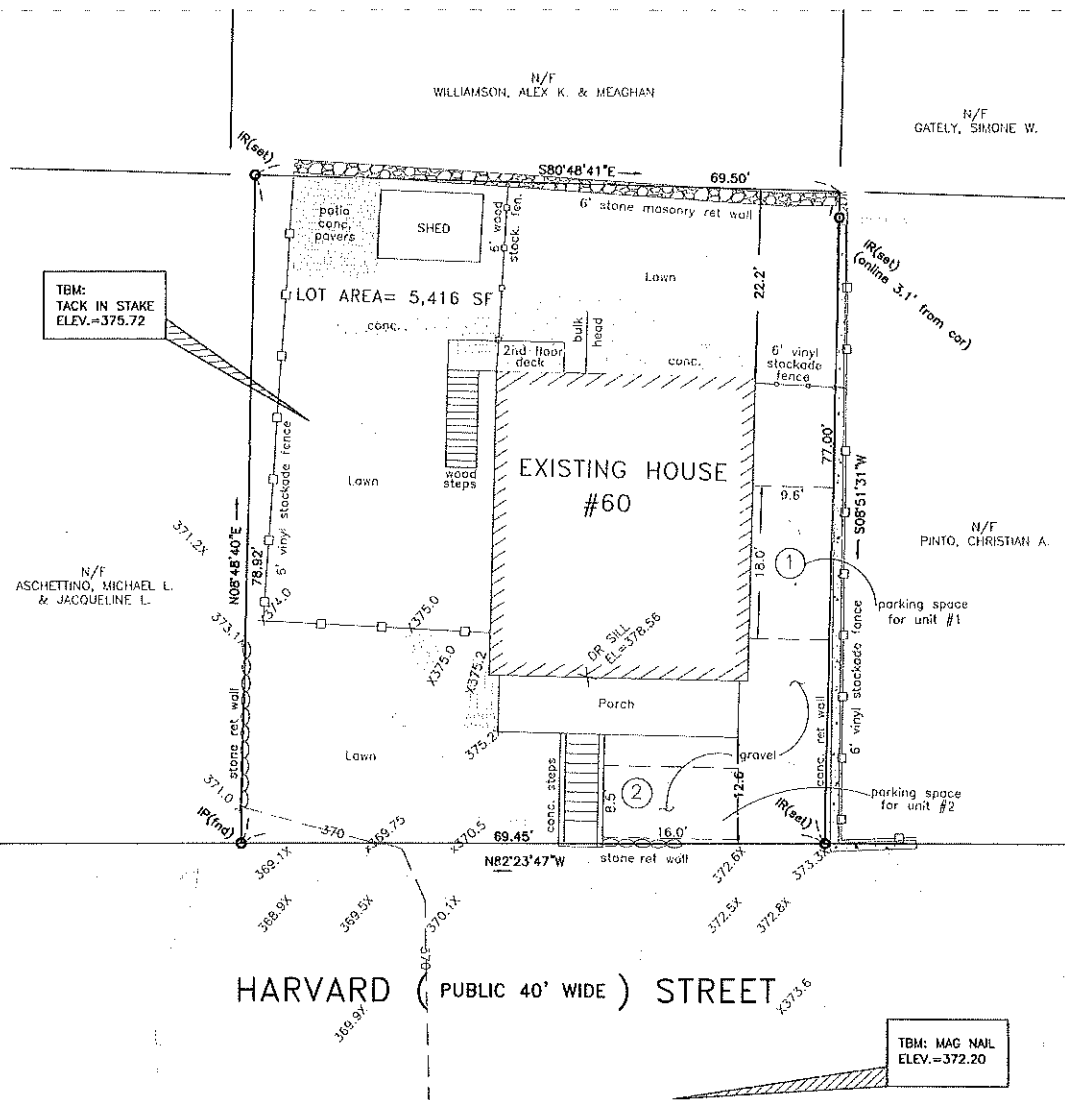 N/F
WILLIAMSON, ALEX K. & MEAGHAN
N/F
GATELY, SIMONE W.
IR(set)
S80°48'41"E
69.50'
6' stone masonry ret wall
patio
conc.
pavers
SHED
6' wood
stock. fen.
Lawn
22.2'
IR(set)
(online 3.1' from cor)
TBM:
TACK IN STAKE
ELEV.=375.72
LOT AREA= 5,416 SF
conc.
bulk
head
2nd floor
deck
conc.
6' vinyl
stockade
fence
77.00'
S08°51'31"W
wood
steps
Lawn
6' vinyl stockade fence
EXISTING HOUSE
#60
9.6'
18.0'
1
N/F
PINTO, CHRISTIAN A.
parking space
for unit #1
371.2X
N/F
ASCHETTINO, MICHAEL L.
& JACQUELINE L.
N08°48'40"E
78.92'
X374.0
373.1X
X375.0
X375.0
X375.2
DR SILL
EL=378.56
Porch
stone ret wall
375.2X
Lawn
conc. steps
8.5'
2
gravel
12.6'
conc. ret wall
6' vinyl stockade fence
parking space
for unit #2
371.0
IP(fnd)
370
X369.75
X370.5
69.45'
16.0'
IR(set)
N82°23'47"W
stone ret wall
369.1X
372.6X
373.3X
368.9X
369.5X
370.1X
372.5X
372.8X
370
HARVARD ( PUBLIC 40' WIDE ) STREET
369.9X
X373.6
TBM: MAG NAIL
ELEV.=372.20